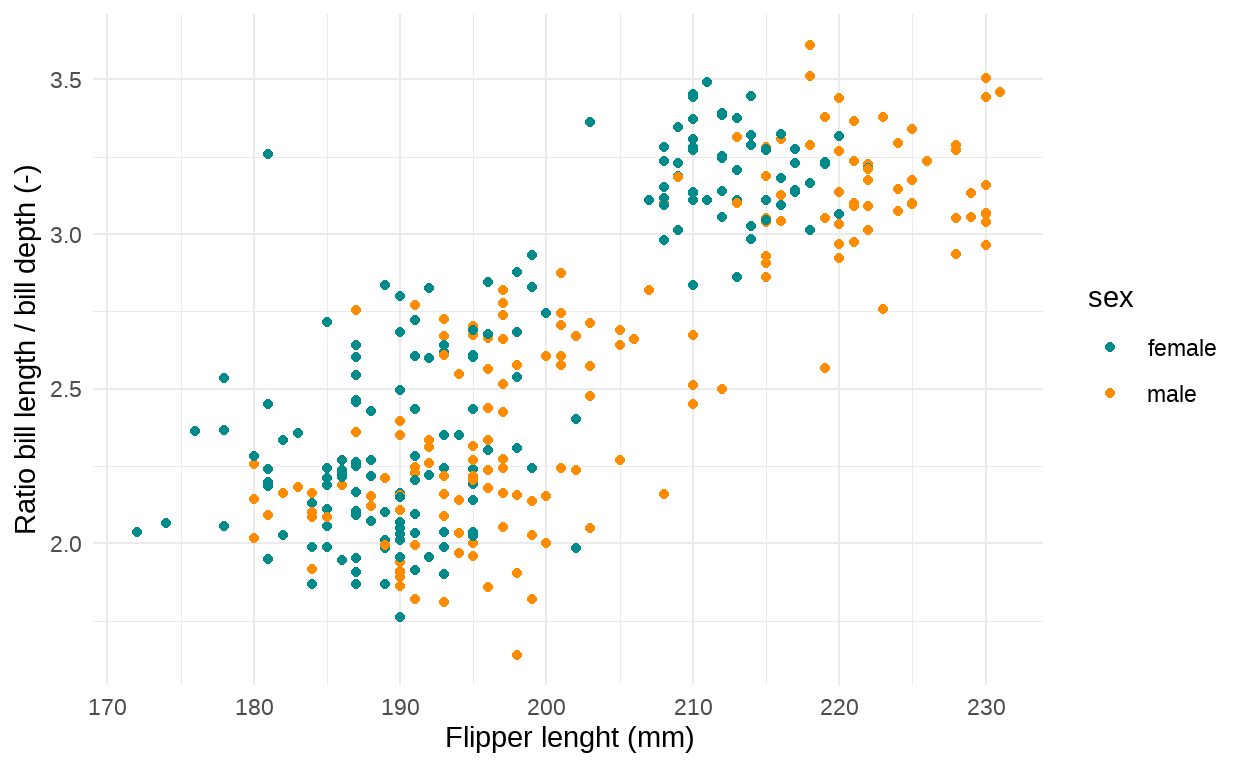 3.5
3.0
2.5
2.0
Ratio bill length / bill depth (-)
170 180 190 200 210 220 230
Flipper lenght (mm)
sex
female
male